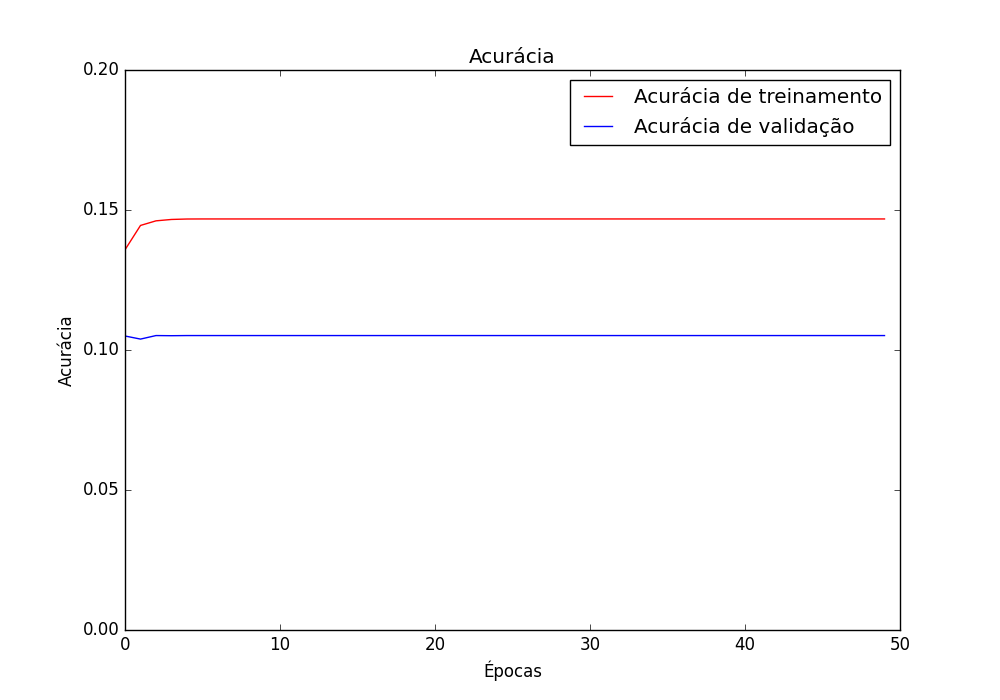 Acurácia
0.20
Acurácia de treinamento
Acurácia de validação
0.15
Acurácia
0.10
0.05
0.00
0 10 20 30 40 50
Épocas